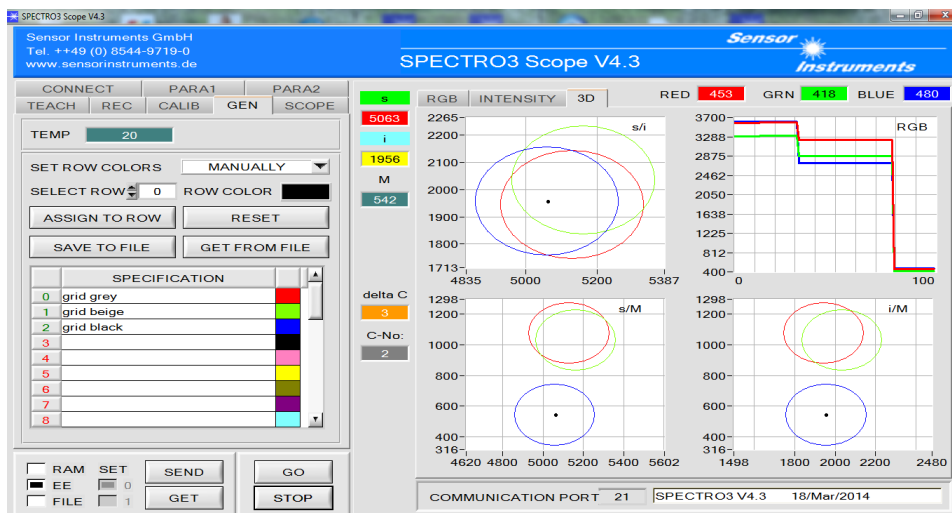 SPECTRO3 Scope V4.3
Sensor Instruments GmbH
Tel. ++49 (0) 8544-9719-0
www.sensorinstruments.de
SPECTRO3 Scope V4.3
Sensor
Instruments
CONNECT PARA1 PARA2
TEACH REC CALIB GEN SCOPE
TEMP 20
SET ROW COLORS MANUALLY
SELECT ROW 0 ROW COLOR
ASSIGN TO ROW RESET
SAVE TO FILE GET FROM FILE
SPECIFICATION
0 grid grey
1 grid beige
2 grid black
3
4
5
6
7
8
RAM SET
EE 0
FILE 1
SEND
GET
GO
STOP
s
5063
i
1956
M
542
delta C
3
C-No:
2
RGB INTENSITY 3D
RED 453 GRN 418 BLUE 480
s/i
2265
2200
2100
2000
1900
1800
1713
4835 5000 5200 5387
RGB
3700
3288
2875
2462
2050
1638
1225
812
400
0 100
s/M
1298
1000
800
600
400
316
4620 4800 5000 5200 5400 5602
i/M
1298
1000
800
600
400
316
1498 1800 2000 2200 2480
COMMUNICATION PORT 21 SPECTRO3 V4.3 18/Mar/2014